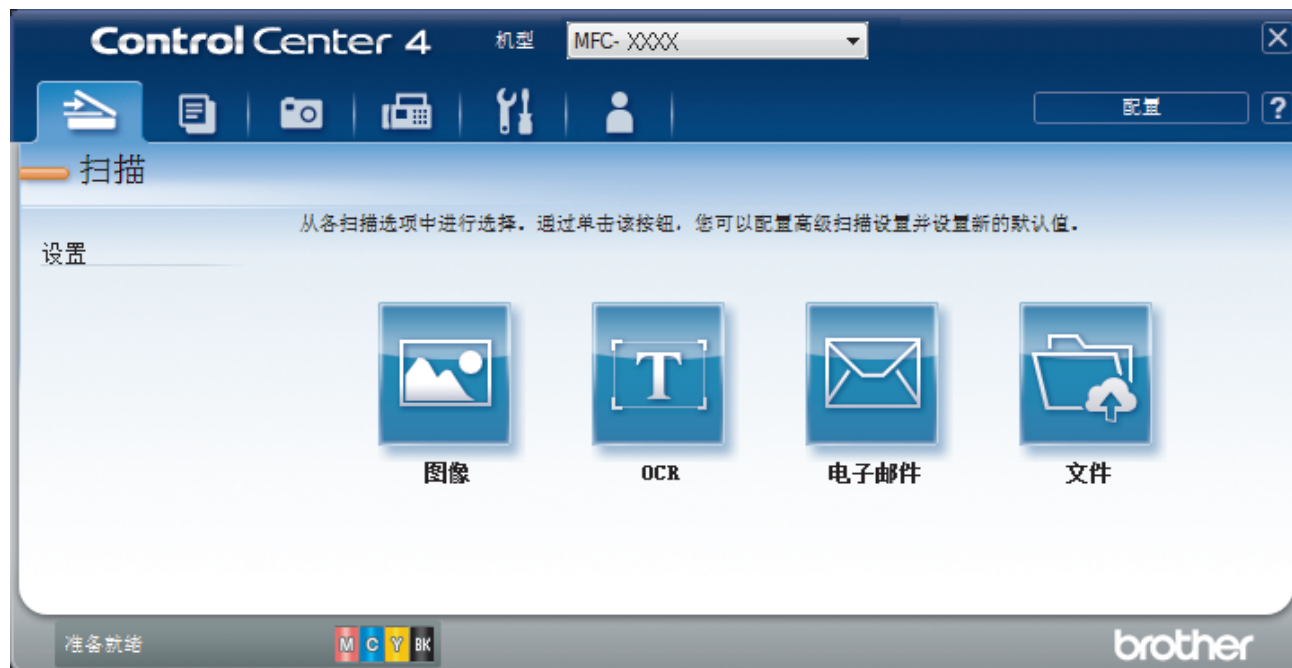 Control Center 4 机型 MFC- XXXX
配置 ?
扫描
从各扫描选项中进行选择。通过单击该按钮，您可以配置高级扫描设置并设置新的默认值。
设置
T
图像 OCR 电子邮件 文件
准备就绪 M C Y BK brother